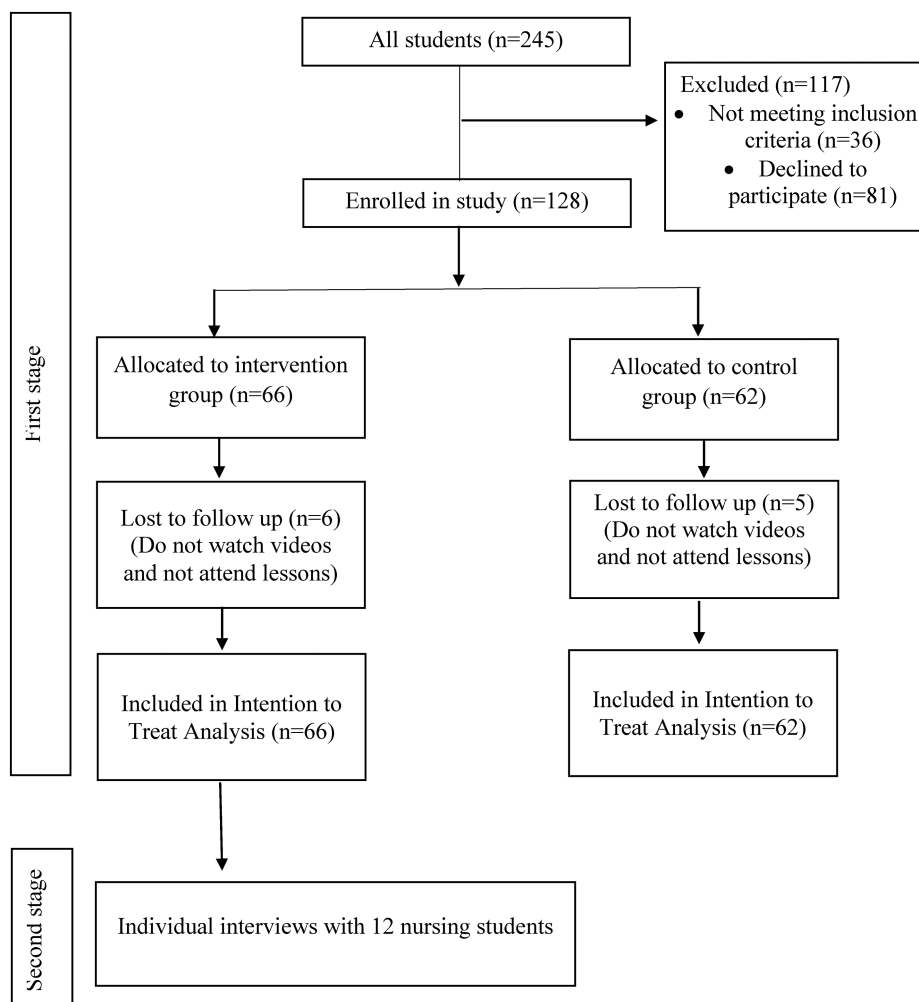 All students (n=245)
Excluded (n=117)
• Not meeting inclusion
criteria (n=36)
• Declined to
participate (n=81)
Enrolled in study (n=128)
First stage
Allocated to intervention
group (n=66)
Allocated to control
group (n=62)
Lost to follow up (n=6)
(Do not watch videos
and not attend lessons)
Lost to follow up (n=5)
(Do not watch videos
and not attend lessons)
Included in Intention to
Treat Analysis (n=66)
Included in Intention to
Treat Analysis (n=62)
Second stage
Individual interviews with 12 nursing students